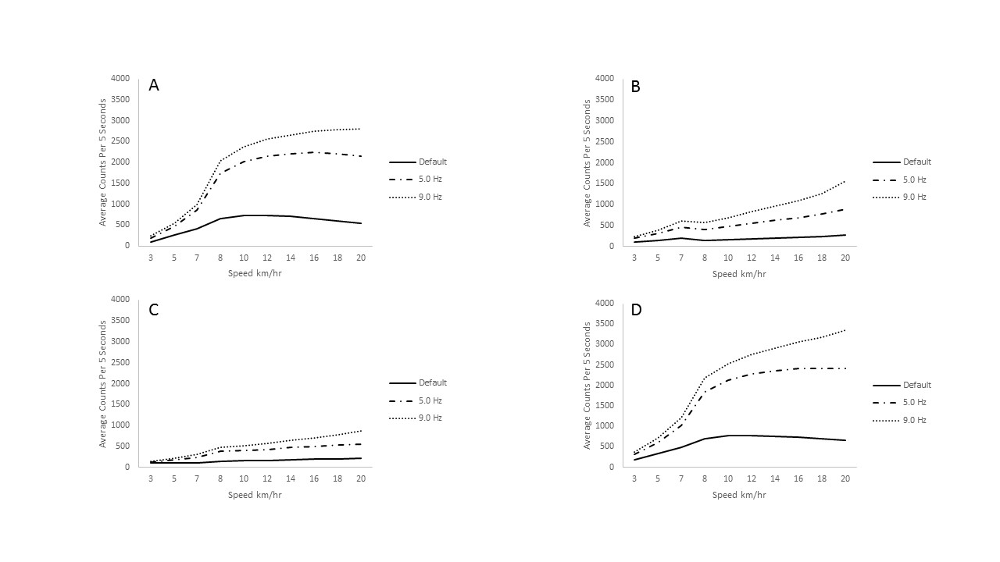 A
Average Counts Per 5 Seconds
4000
3500
3000
2500
2000
1500
1000
500
0
3 5 7 8 10 12 14 16 18 20
Speed km/hr
Default
5.0 Hz
9.0 Hz
B
Average Counts Per 5 Seconds
4000
3500
3000
2500
2000
1500
1000
500
0
3 5 7 8 10 12 14 16 18 20
Speed km/hr
Default
5.0 Hz
9.0 Hz
C
Average Counts Per 5 Seconds
4000
3500
3000
2500
2000
1500
1000
500
0
3 5 7 8 10 12 14 16 18 20
Speed km/hr
Default
5.0 Hz
9.0 Hz
D
Average Counts Per 5 Seconds
4000
3500
3000
2500
2000
1500
1000
500
0
3 5 7 8 10 12 14 16 18 20
Speed km/hr
Default
5.0 Hz
9.0 Hz